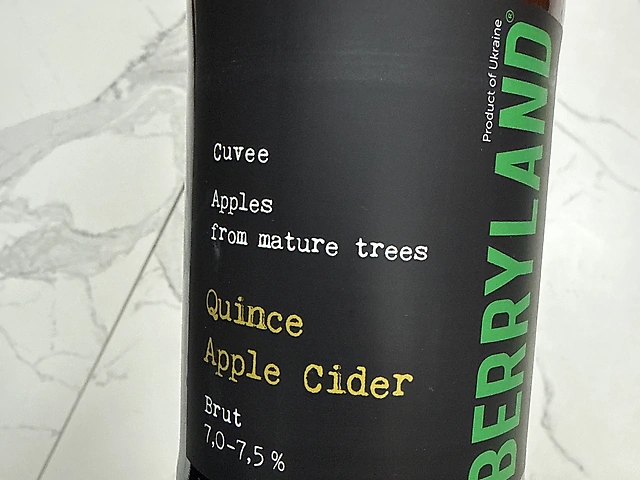 Cuvee
Apples
from mature trees
Quince
Apple Cider
Brut
7,0-7,5 %
BERRYLAND®
Product of Ukraine